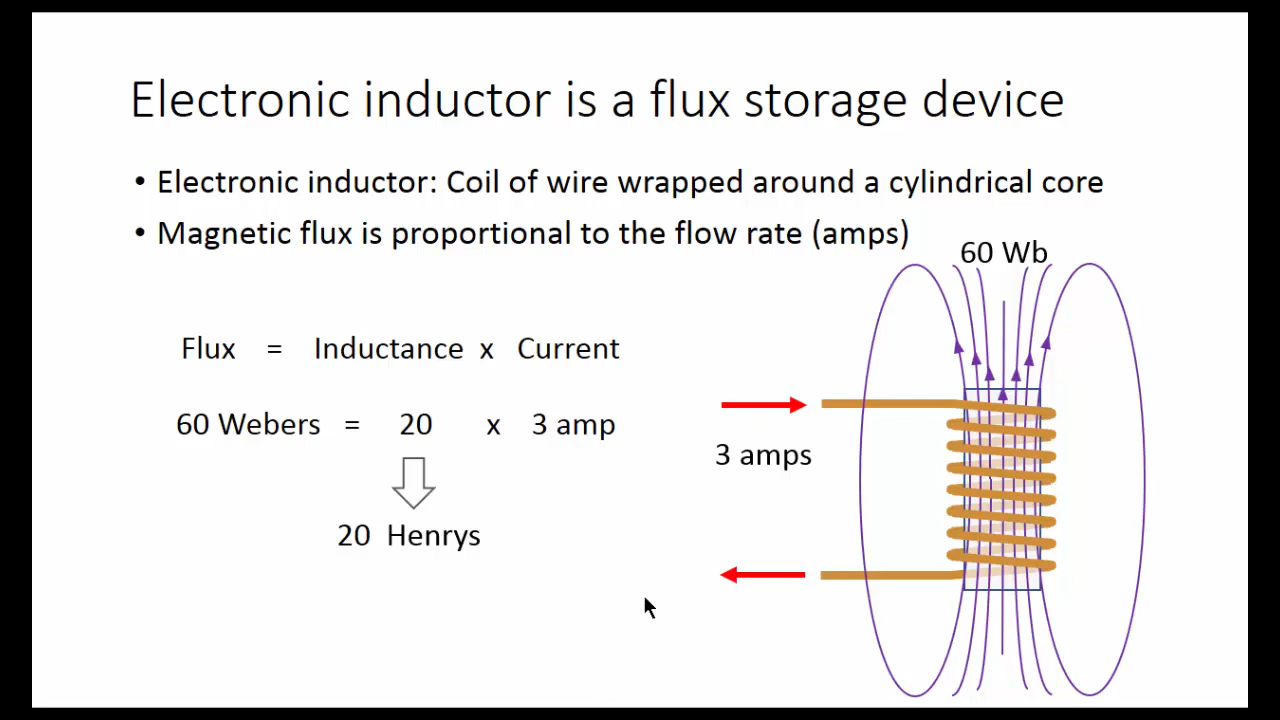 Electronic inductor is a flux storage device
• Electronic inductor: Coil of wire wrapped around a cylindrical core
• Magnetic flux is proportional to the flow rate (amps)
60 Wb
Flux = Inductance x Current
60 Webers = 20 x 3 amp
3 amps
20 Henrys